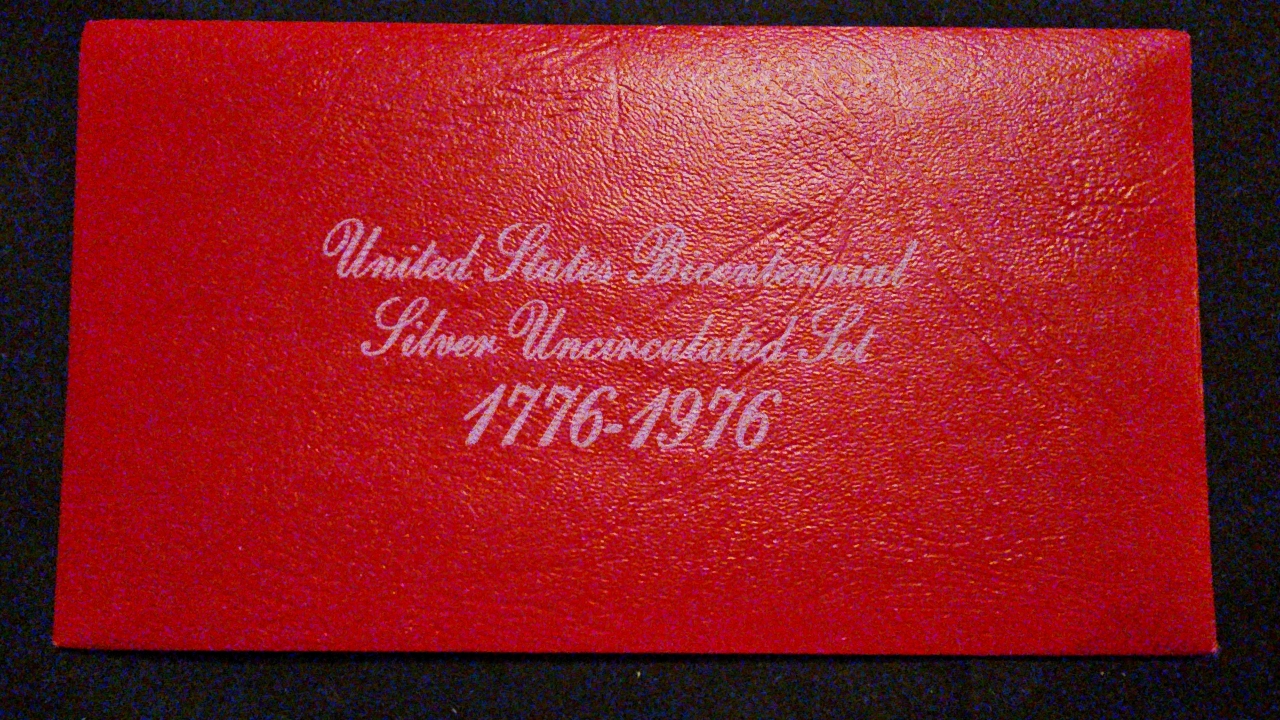 United States Bicentennial
Silver Uncirculated Set
1776-1976